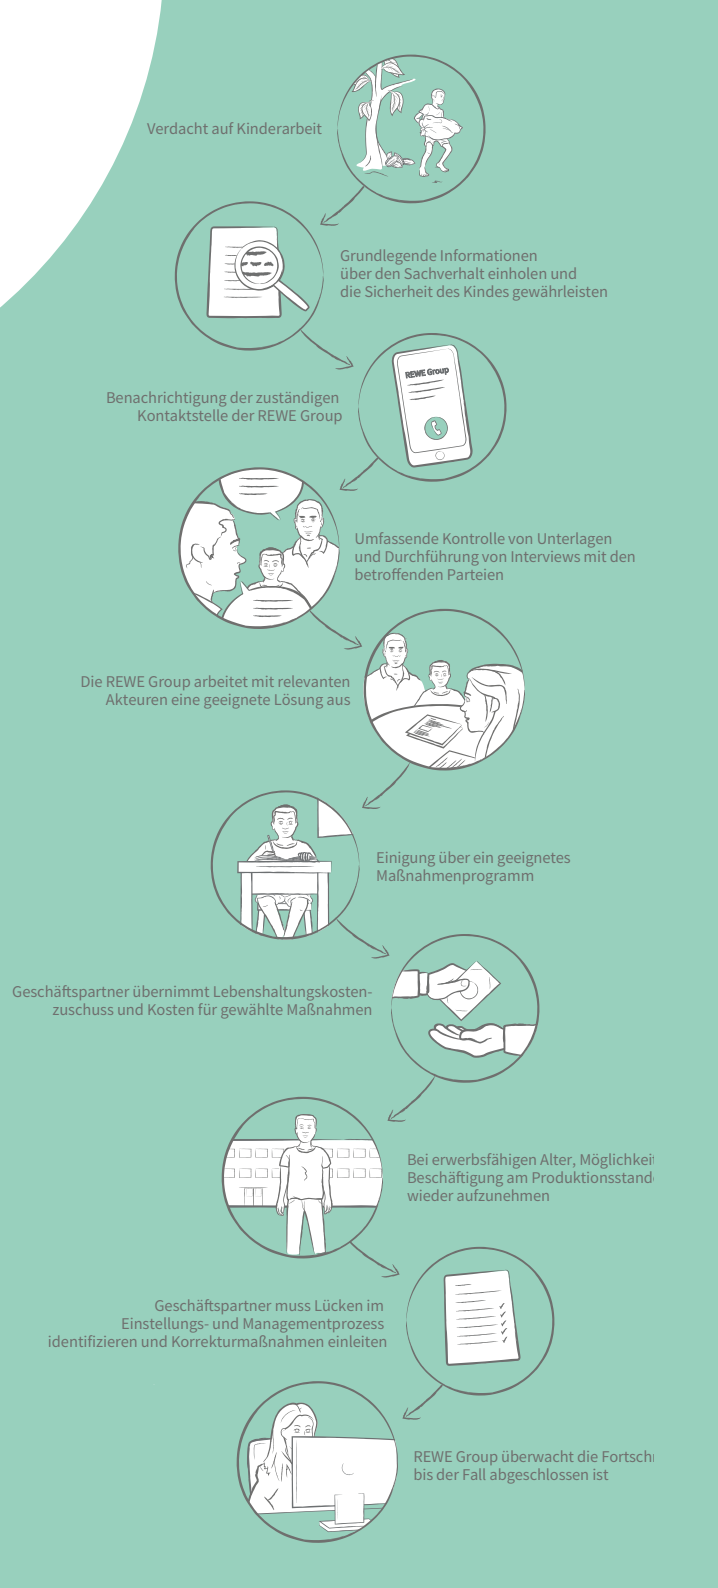 Verdacht auf Kinderarbeit
Grundlegende Informationen
über den Sachverhalt einholen und
die Sicherheit des Kindes gewährleisten
REWE Group
Benachrichtigung der zuständigen
Kontaktstelle der REWE Group
Umfassende Kontrolle von Unterlagen
und Durchführung von Interviews mit den
betroffenden Parteien
Die REWE Group arbeitet mit relevanten
Akteuren eine geeignete Lösung aus
Einigung über ein geeignetes
Maßnahmenprogramm
Geschäftspartner übernimmt Lebenshaltungskosten-
zuschuss und Kosten für gewählte Maßnahmen
Bei erwerbsfähigen Alter, Möglichkeit
Beschäftigung am Produktionsstand
wieder aufzunehmen
Geschäftspartner muss Lücken im
Einstellungs- und Managementprozess
identifizieren und Korrekturmaßnahmen einleiten
REWE Group überwacht die Fortsch
bis der Fall abgeschlossen ist